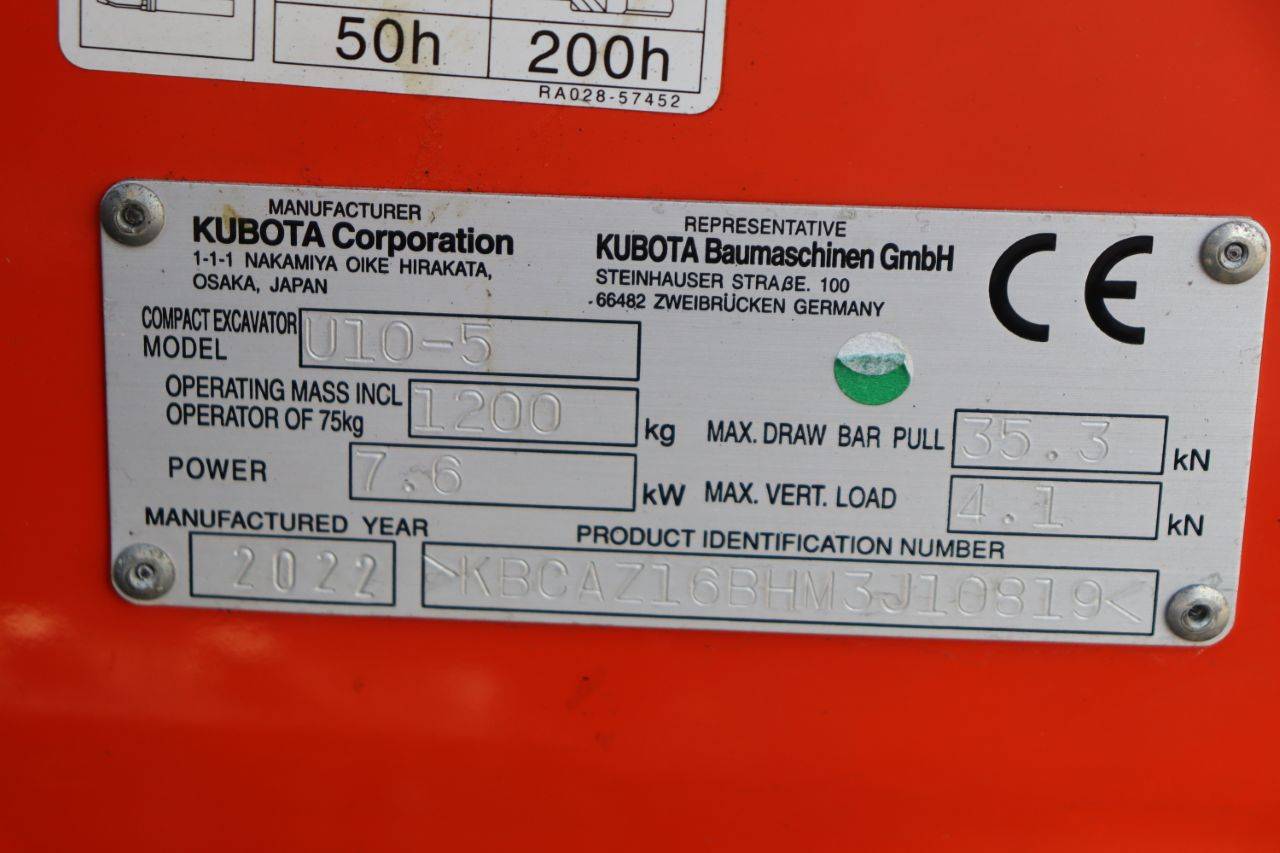 50h 200h
RA028-57452
MANUFACTURER
KUBOTA Corporation
1-1-1 NAKAMIYA OIKE HIRAKATA,
OSAKA, JAPAN
REPRESENTATIVE
KUBOTA Baumaschinen GmbH
STEINHAUSER STRAßE. 100
66482 ZWEIBRÜCKEN GERMANY
CE
COMPACT EXCAVATOR
MODEL U10-5
OPERATING MASS INCL
OPERATOR OF 75kg 1200 kg
MAX. DRAW BAR PULL 35.3 kN
POWER 7.6 kW
MAX. VERT. LOAD 4.1 kN
MANUFACTURED YEAR
2022
PRODUCT IDENTIFICATION NUMBER
>KBCAZ16BHM3J10819<